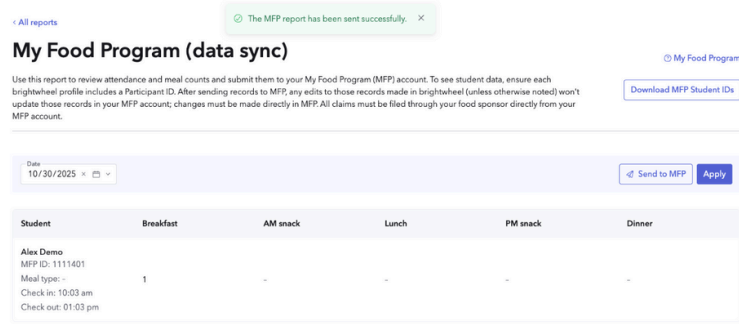 The MFP report has been sent successfully.
All reports
My Food Program (data sync)
My Food Program
Use this report to review attendance and meal counts and submit them to your My Food Program (MFP) account. To see student data, ensure each
brightwheel profile includes a Participant ID. After sending records to MFP, any edits to those records made in brightwheel (unless otherwise noted) won't
update those records in your MFP account; changes must be made directly in MFP. All claims must be filed through your food sponsor directly from your
MFP account.
Download MFP Student IDs
Date
10/30/2025
Send to MFP
Apply
Student Breakfast AM snack Lunch PM snack Dinner
Alex Demo
MFP ID: 1111401
Meal type: -
1 - - - -
Check in: 10:03 am
Check out: 01:03 pm